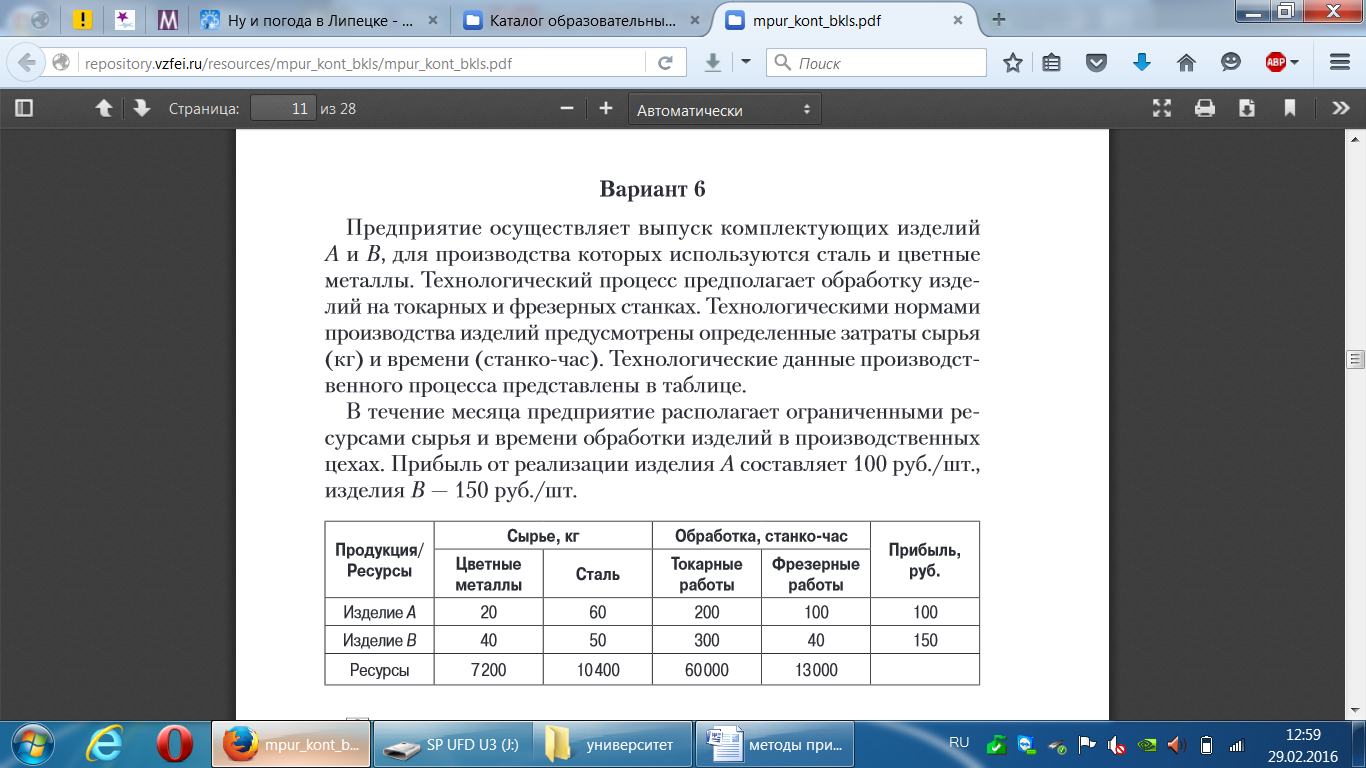 Ну и погода в Липецке - ...
Каталог образовательны...
mpur_kont_bkls.pdf
repository.vzfei.ru/resources/mpur_kont_bkls/mpur_kont_bkls.pdf
Поиск
ABP
Страница: 11 из 28
Автоматически
Вариант 6
Предприятие осуществляет выпуск комплектующих изделий
A и B, для производства которых используются сталь и цветные
металлы. Технологический процесс предполагает обработку изде-
лий на токарных и фрезерных станках. Технологическими нормами
производства изделий предусмотрены определенные затраты сырья
(кг) и времени (станко-час). Технологические данные производст-
венного процесса представлены в таблице.
В течение месяца предприятие располагает ограниченными ре-
сурсами сырья и времени обработки изделий в производственных
цехах. Прибыль от реализации изделия A составляет 100 руб./шт.,
изделия B — 150 руб./шт.
Продукция/
Ресурсы
Сырье, кг
Обработка, станко-час
Прибыль,
руб.
Цветные
металлы
Сталь
Токарные
работы
Фрезерные
работы
Изделие A 20 60 200 100 100
Изделие B 40 50 300 40 150
Ресурсы 7200 10400 60000 13000
mpur_kont_b...
SP UFD U3 (J:)
университет
методы при...
RU
12:59
29.02.2016